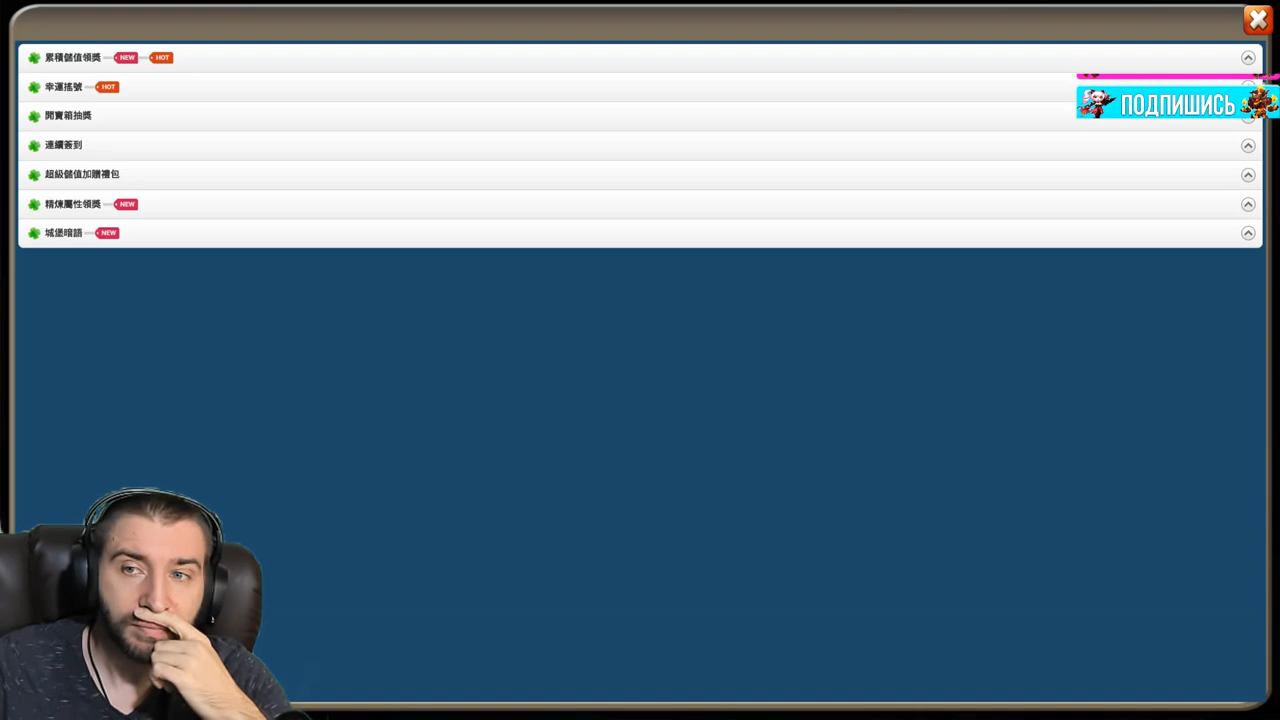 累積儲值領獎 NEW HOT
幸運搖號 HOT
ПОДПИШИСЬ
開寶箱抽獎
連續簽到
超級儲值加贈禮包
精煉屬性領獎 NEW
城堡暗語 NEW